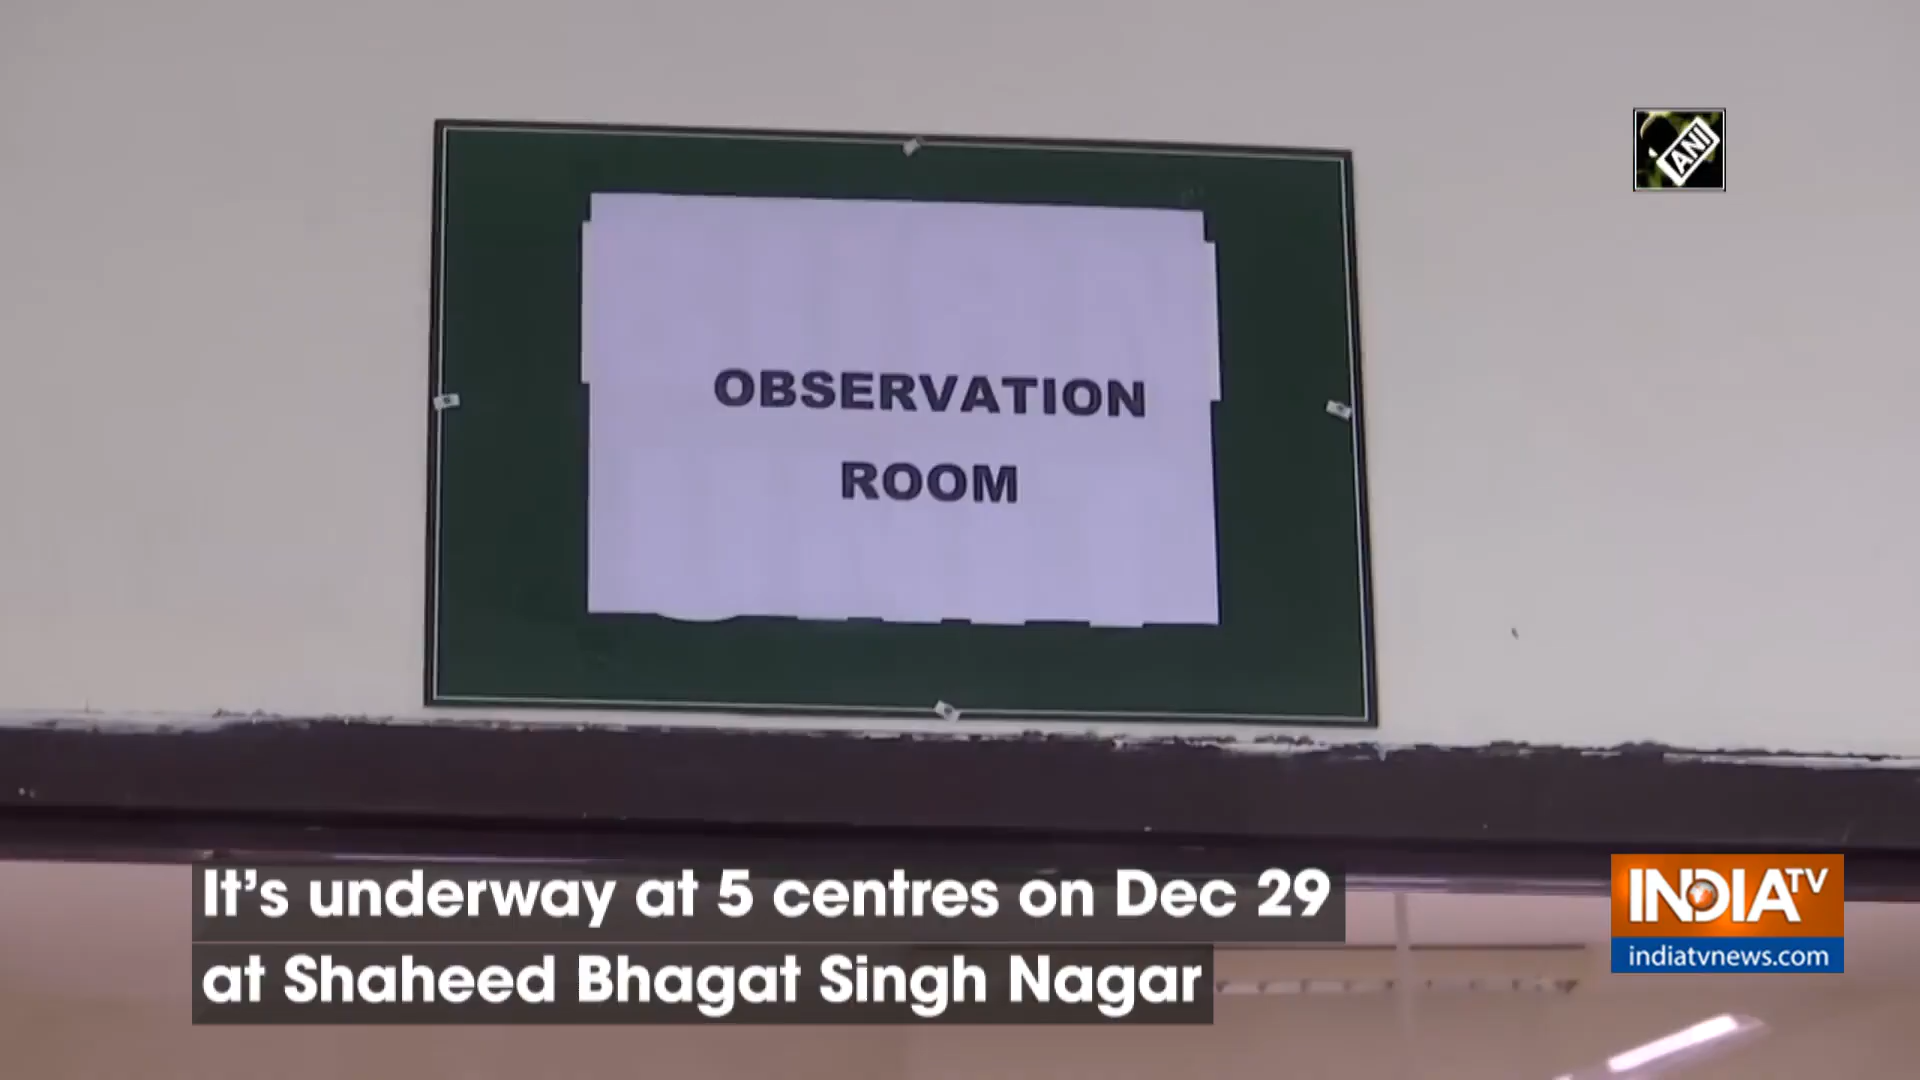 ANI
OBSERVATION
ROOM
It's underway at 5 centres on Dec 29
at Shaheed Bhagat Singh Nagar
INDIA TV
indiatvnews.com